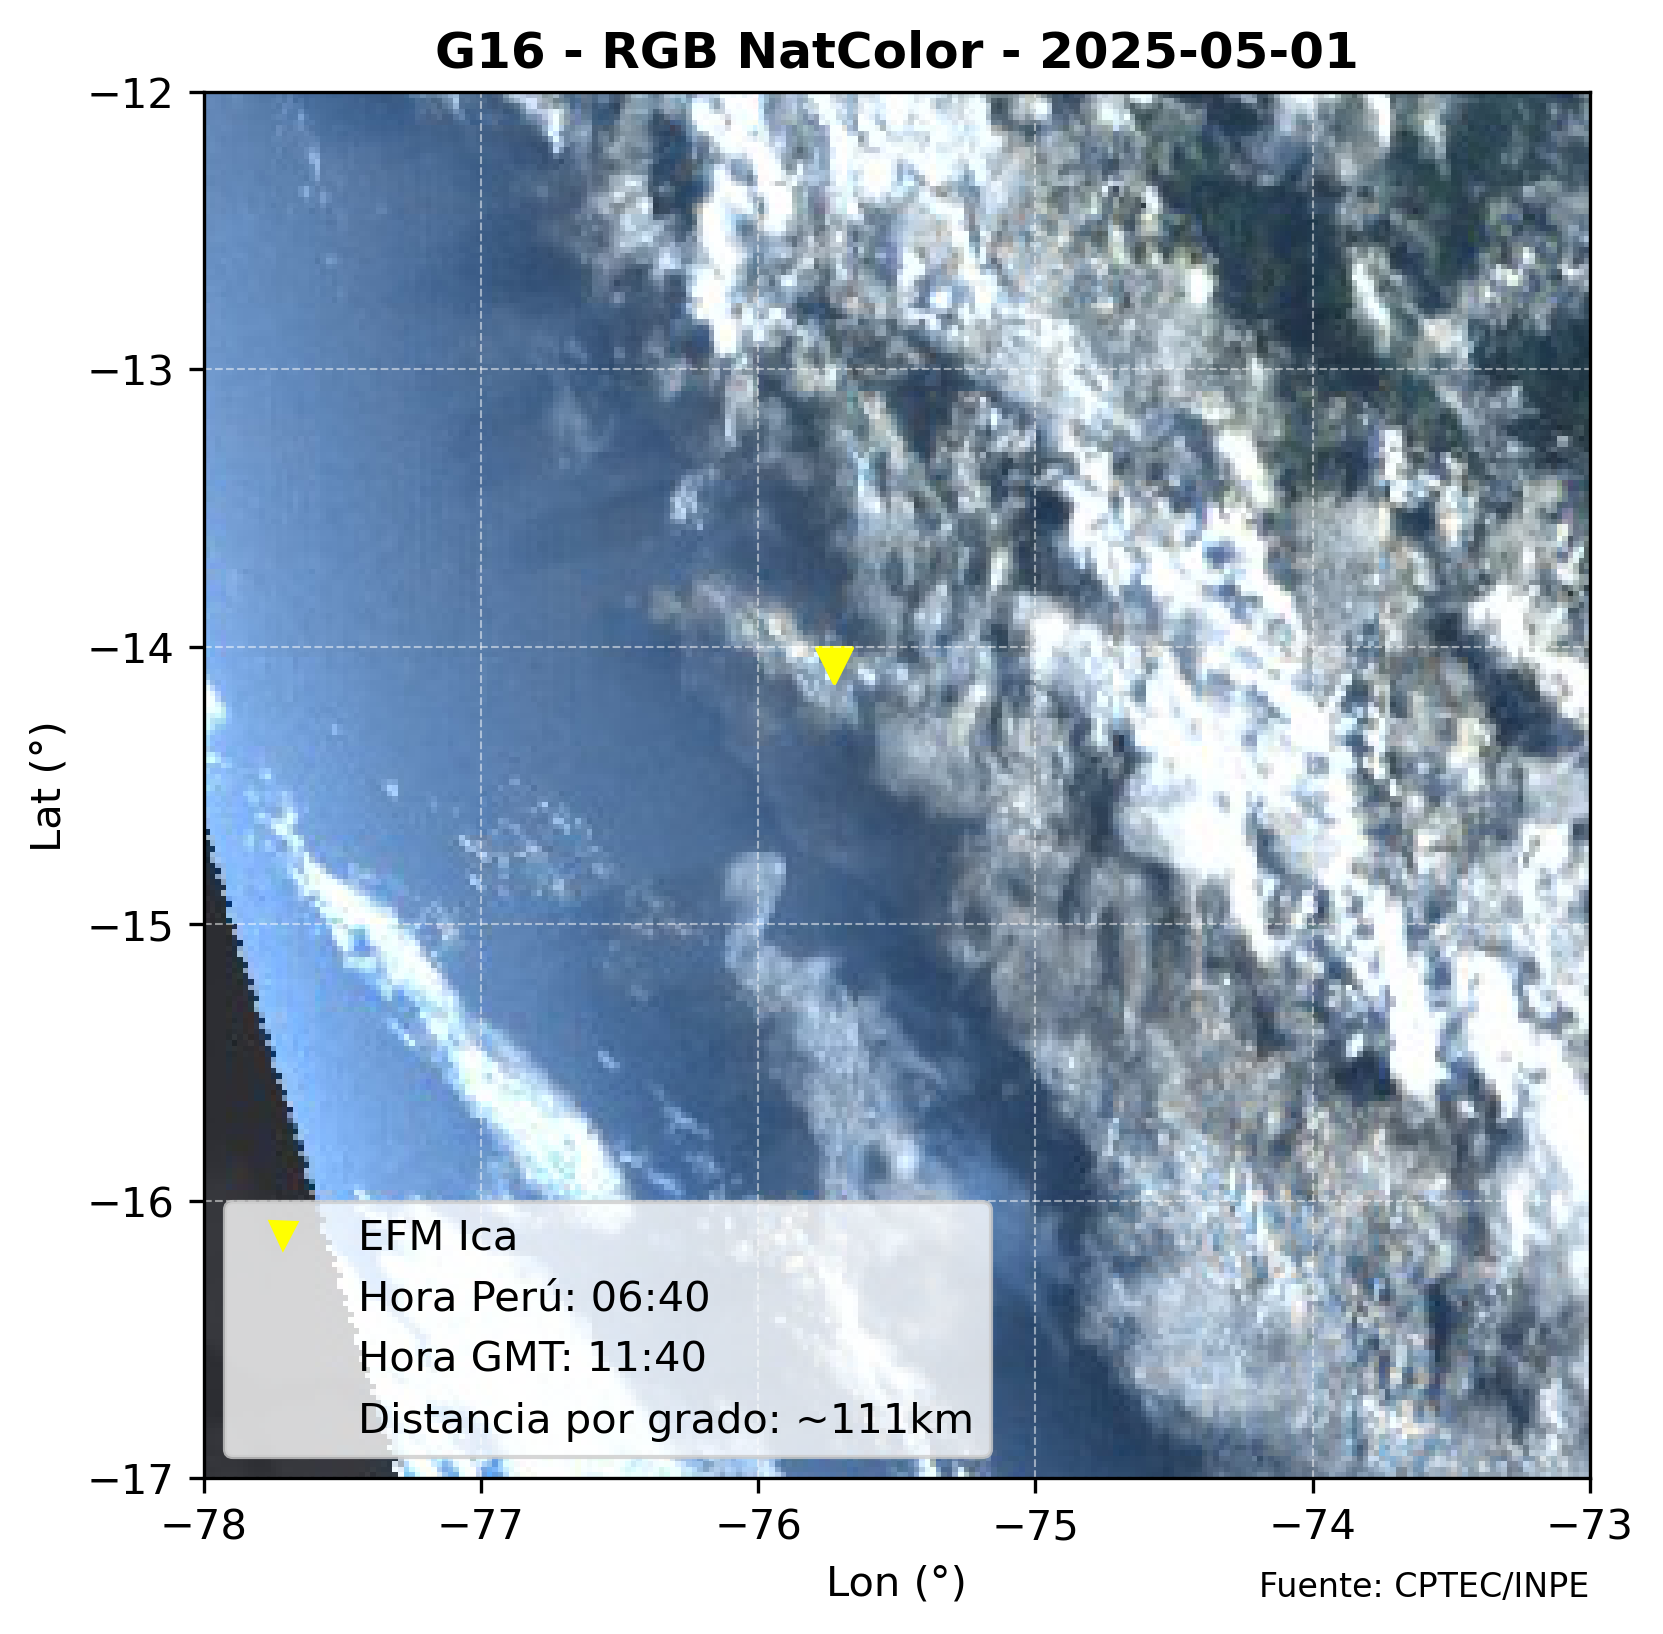 G16 - RGB NatColor - 2025-05-01
−12
−13
−14
−15
−16
−17
Lat (°)
EFM Ica
Hora Perú: 06:40
Hora GMT: 11:40
Distancia por grado: ~111km
−78 −77 −76 −75 −74 −73
Lon (°)
Fuente: CPTEC/INPE